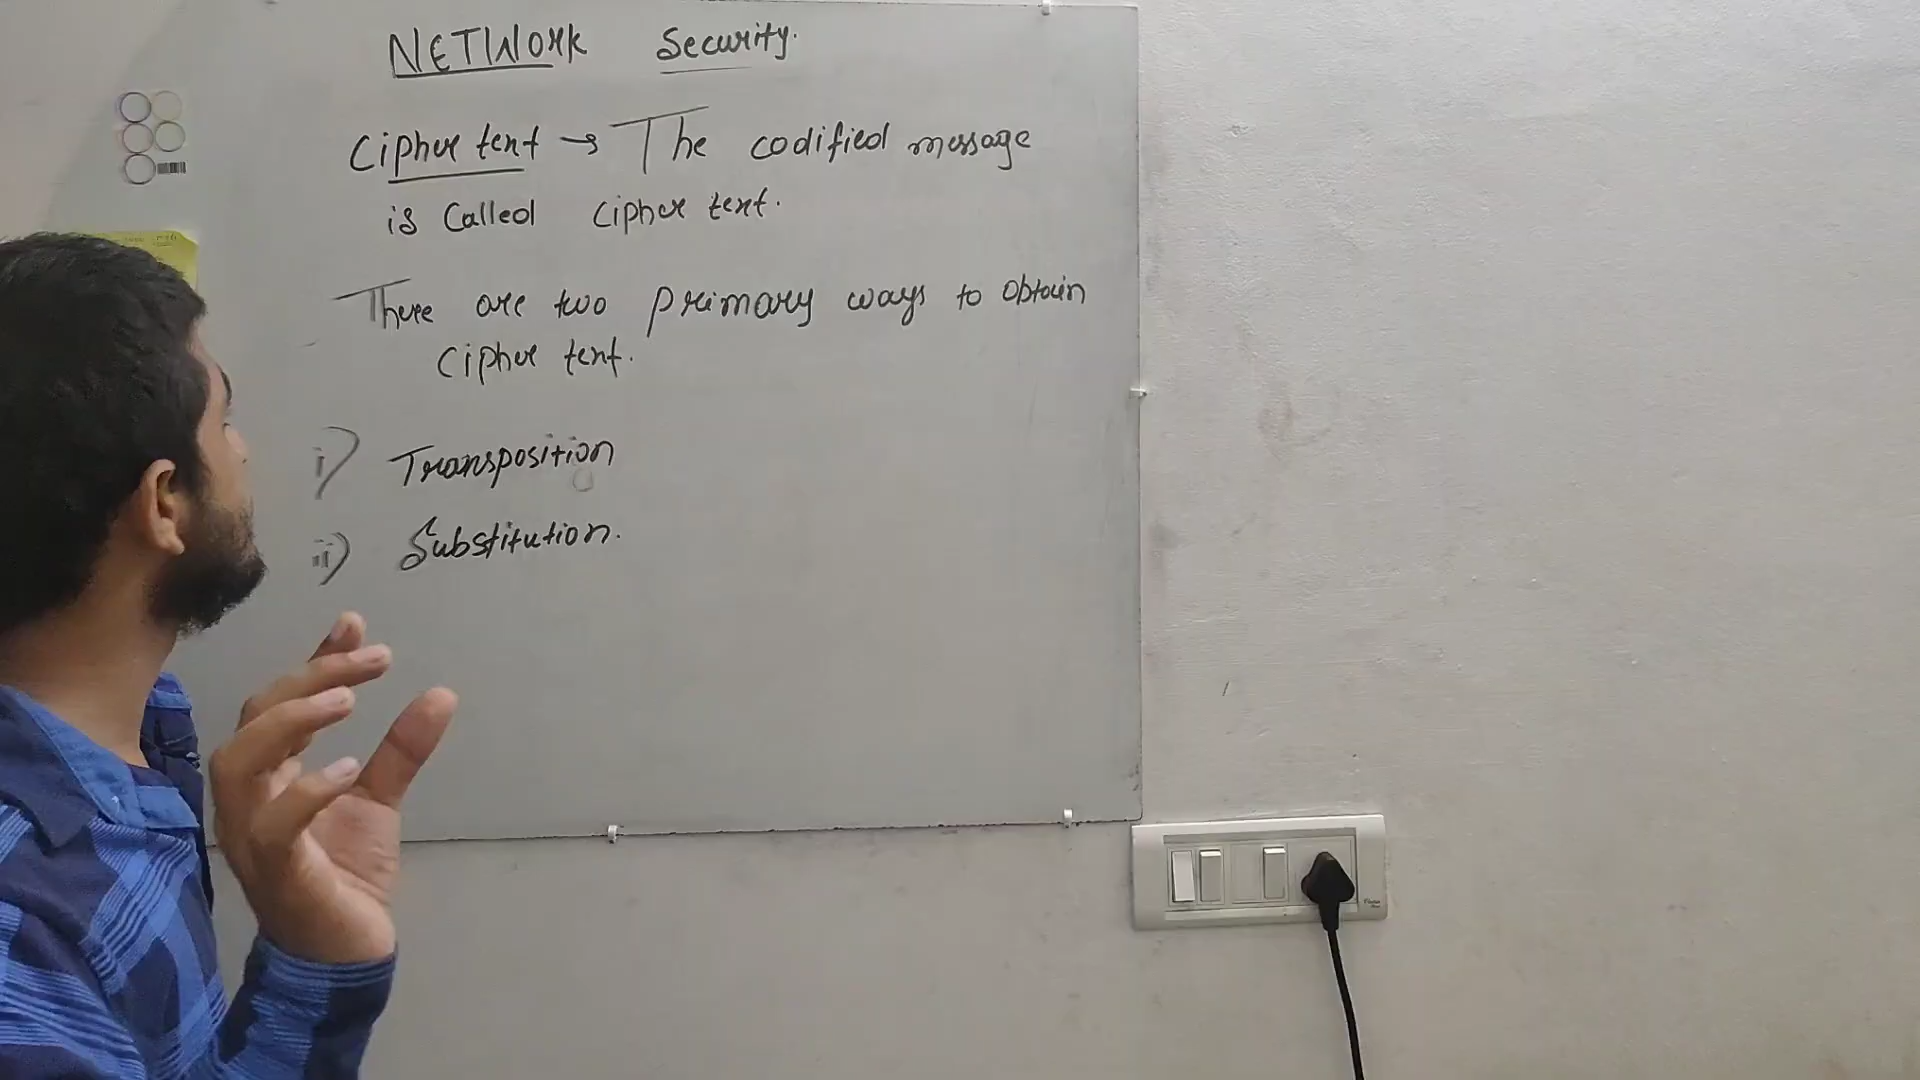 NETWORK Security.
Cipher text → The codified message
is Called Cipher text.
There are two primary ways to obtain
Cipher text.
i) Transposition
ii) Substitution.